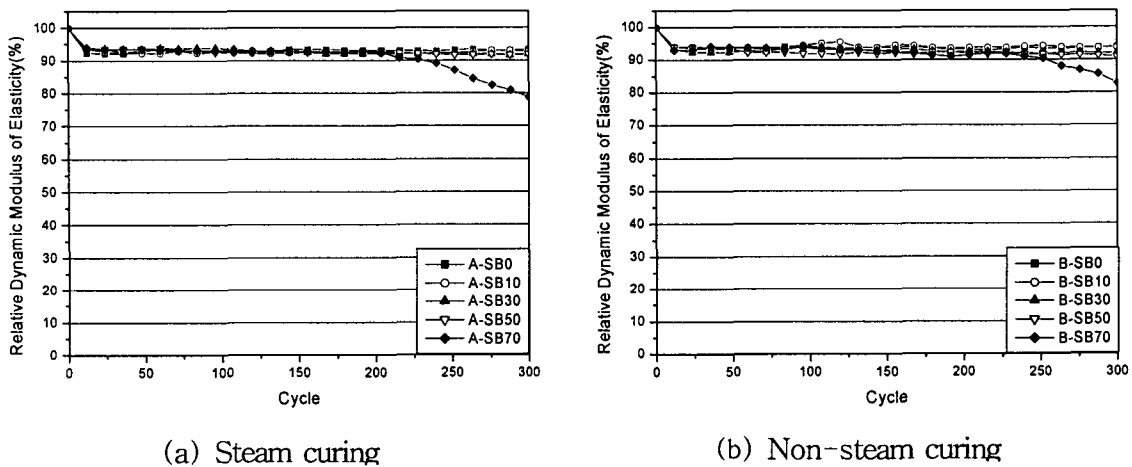 Relative Dynamic Modulus of Elasticity(%)
100
90
80
70
60
50
40
30
20
10
0
A-SB0
A-SB10
A-SB30
A-SB50
A-SB70
0 50 100 150 200 250 300
Cycle
(a) Steam curing
Relative Dynamic Modulus of Elasticity(%)
100
90
80
70
60
50
40
30
20
10
0
B-SB0
B-SB10
B-SB30
B-SB50
B-SB70
0 50 100 150 200 250 300
Cycle
(b) Non-steam curing